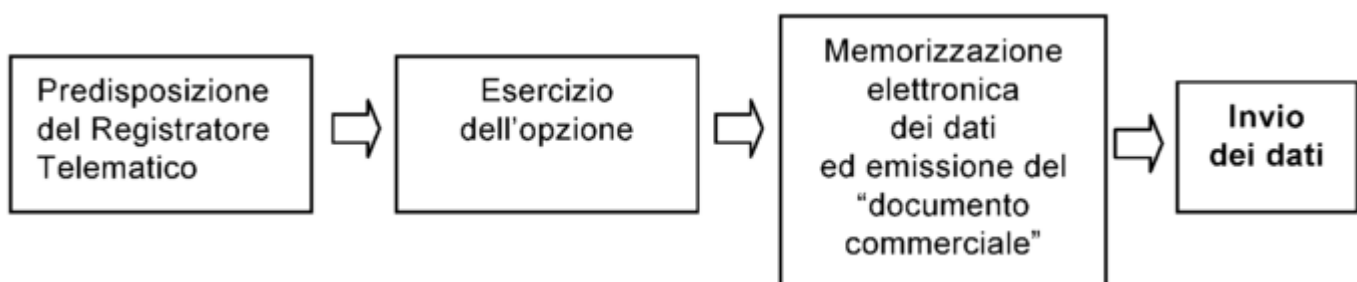 Predisposizione
del Registratore
Telematico
Esercizio
dell’opzione
Memorizzazione
elettronica
dei dati
ed emissione del
“documento
commerciale”
Invio
dei dati